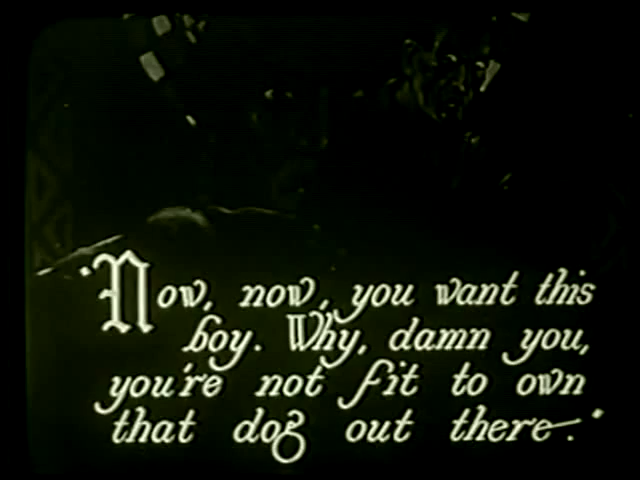 "Now, now, you want this
boy. Why, damn you,
you're not fit to own
that dog out there."